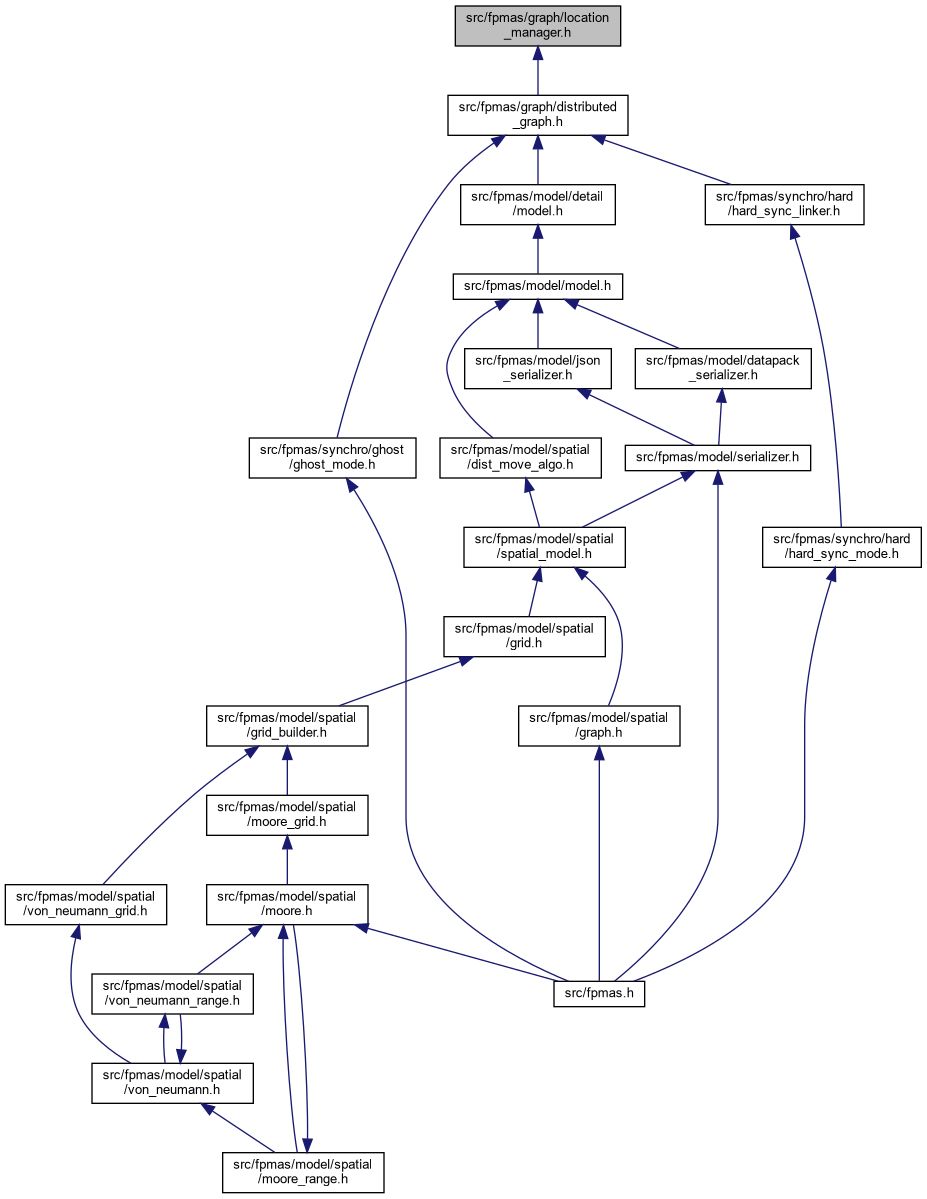 src/fpmas/graph/location
_manager.h
src/fpmas/graph/distributed
_graph.h
src/fpmas/model/detail
/model.h
src/fpmas/synchro/hard
/hard_sync_linker.h
src/fpmas/model/model.h
src/fpmas/model/json
_serializer.h
src/fpmas/model/datapack
_serializer.h
src/fpmas/synchro/ghost
/ghost_mode.h
src/fpmas/model/spatial
/dist_move_algo.h
src/fpmas/model/serializer.h
src/fpmas/model/spatial
/spatial_model.h
src/fpmas/synchro/hard
/hard_sync_mode.h
src/fpmas/model/spatial
/grid.h
src/fpmas/model/spatial
/grid_builder.h
src/fpmas/model/spatial
/graph.h
src/fpmas/model/spatial
/moore_grid.h
src/fpmas/model/spatial
/von_neumann_grid.h
src/fpmas/model/spatial
/moore.h
src/fpmas/model/spatial
/von_neumann_range.h
src/fpmas.h
src/fpmas/model/spatial
/von_neumann.h
src/fpmas/model/spatial
/moore_range.h